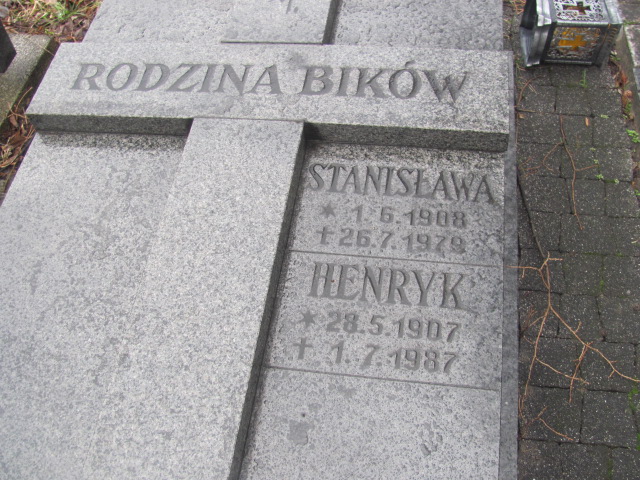 RODZINA BIKÓW
STANISŁAWA
* 1.6.1908
+ 26.7.1979
HENRYK
* 28.5.1907
+ 1.7.1987